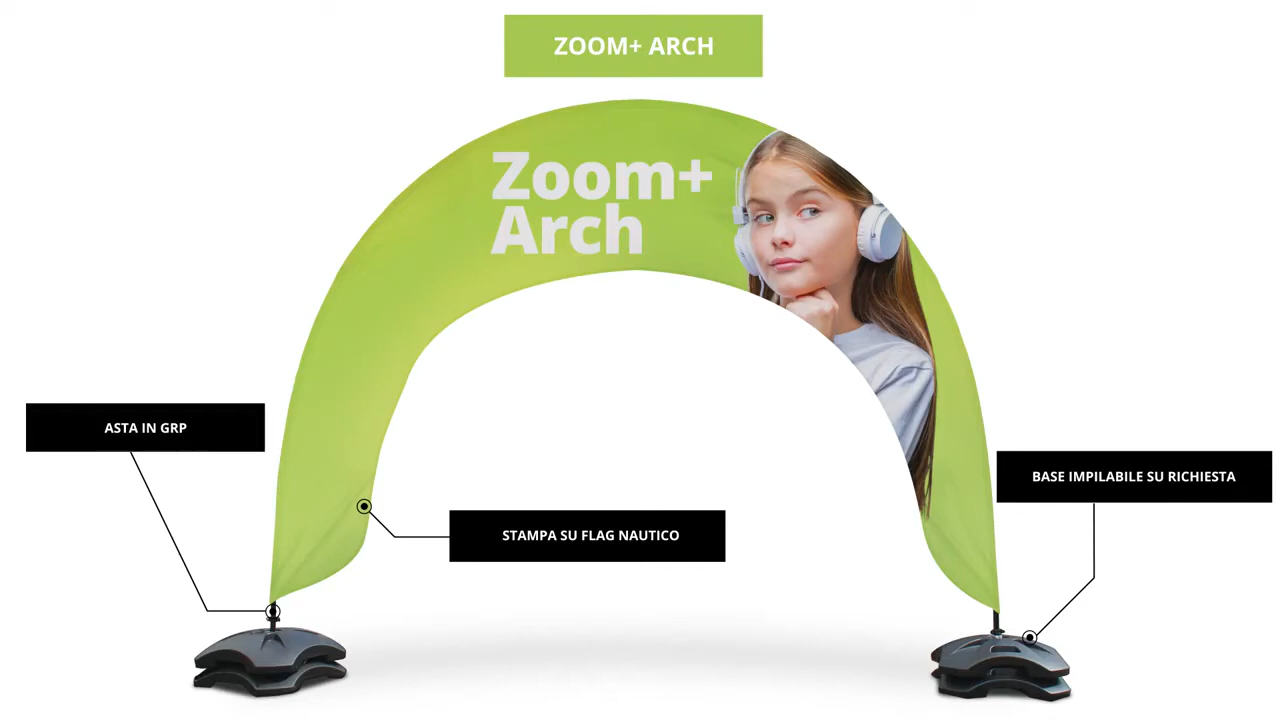 ZOOM+ ARCH
Zoom+
Arch
ASTA IN GRP
BASE IMPILABILE SU RICHIESTA
STAMPA SU FLAG NAUTICO